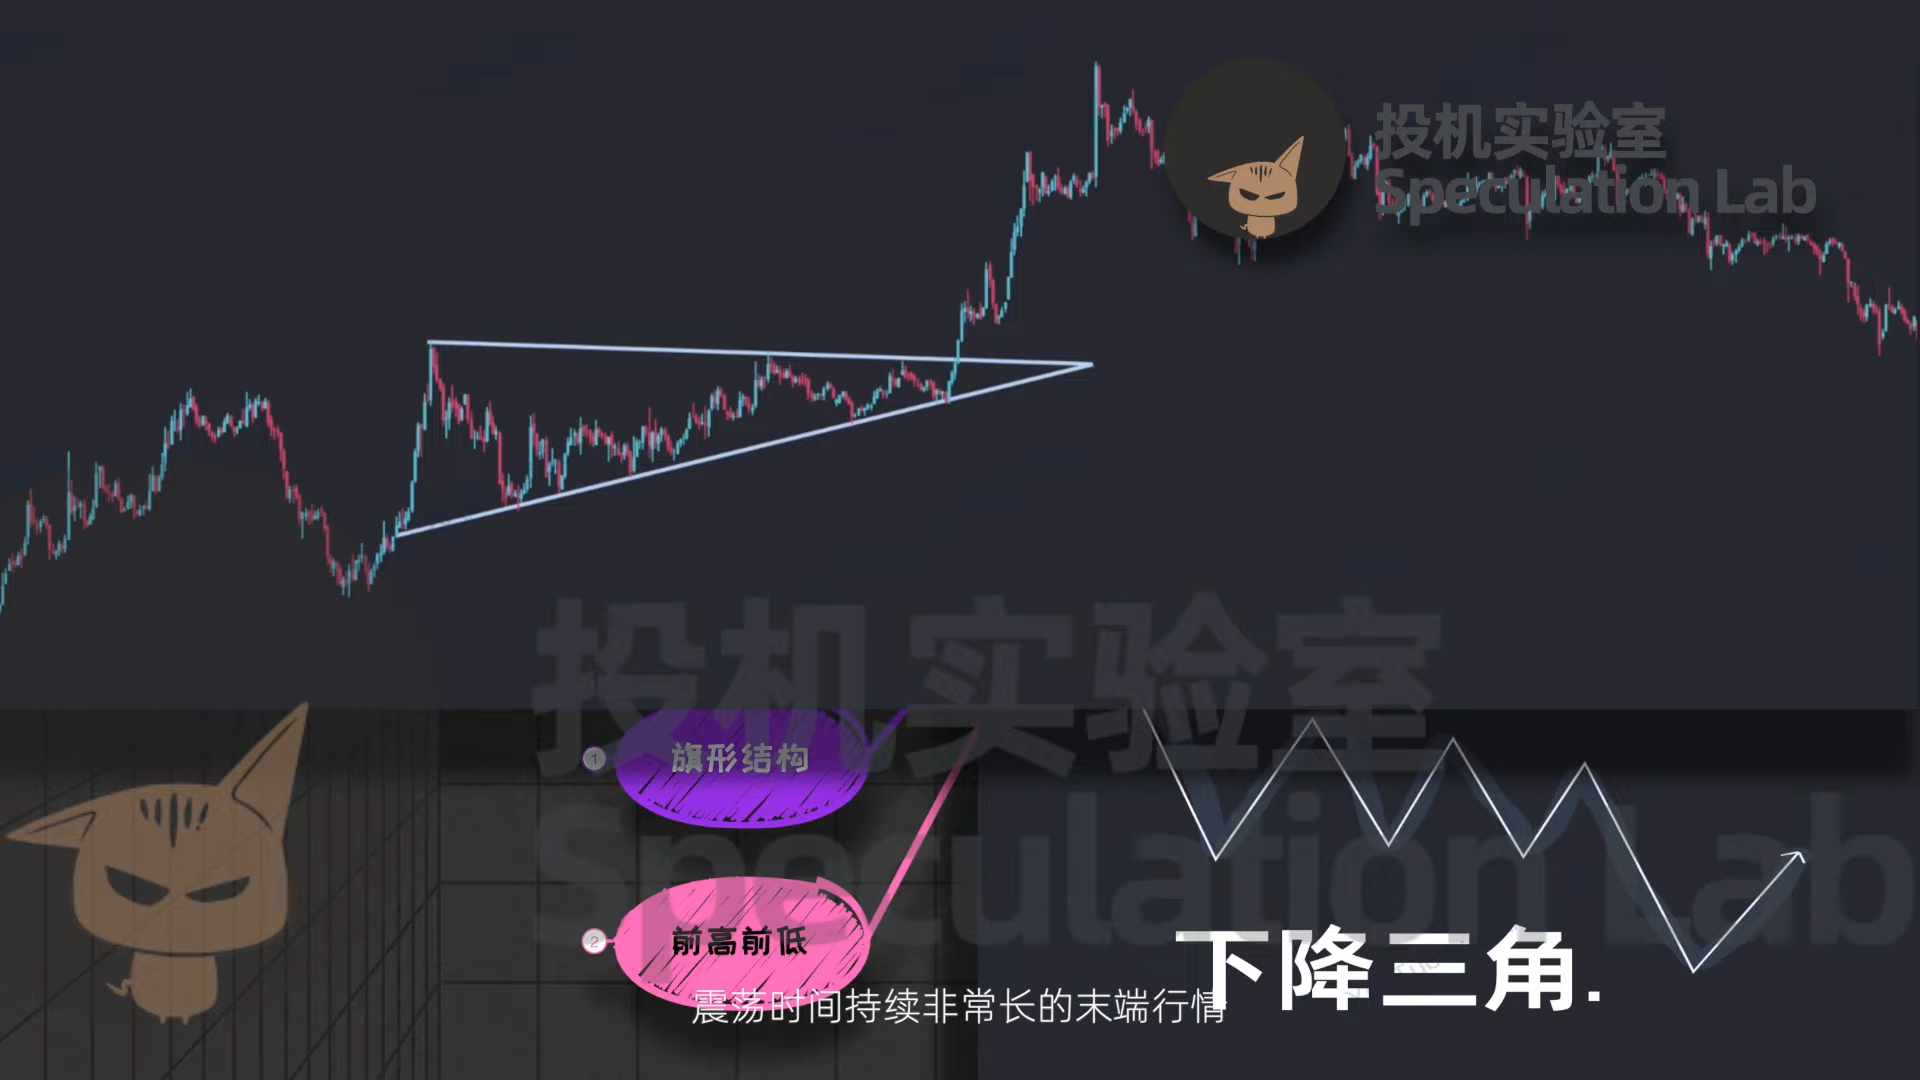 投机实验室
Speculation Lab
投机实验室
Speculation Lab
1
旗形结构
2
前高前低
下降三角.
震荡时间持续非常长的末端行情